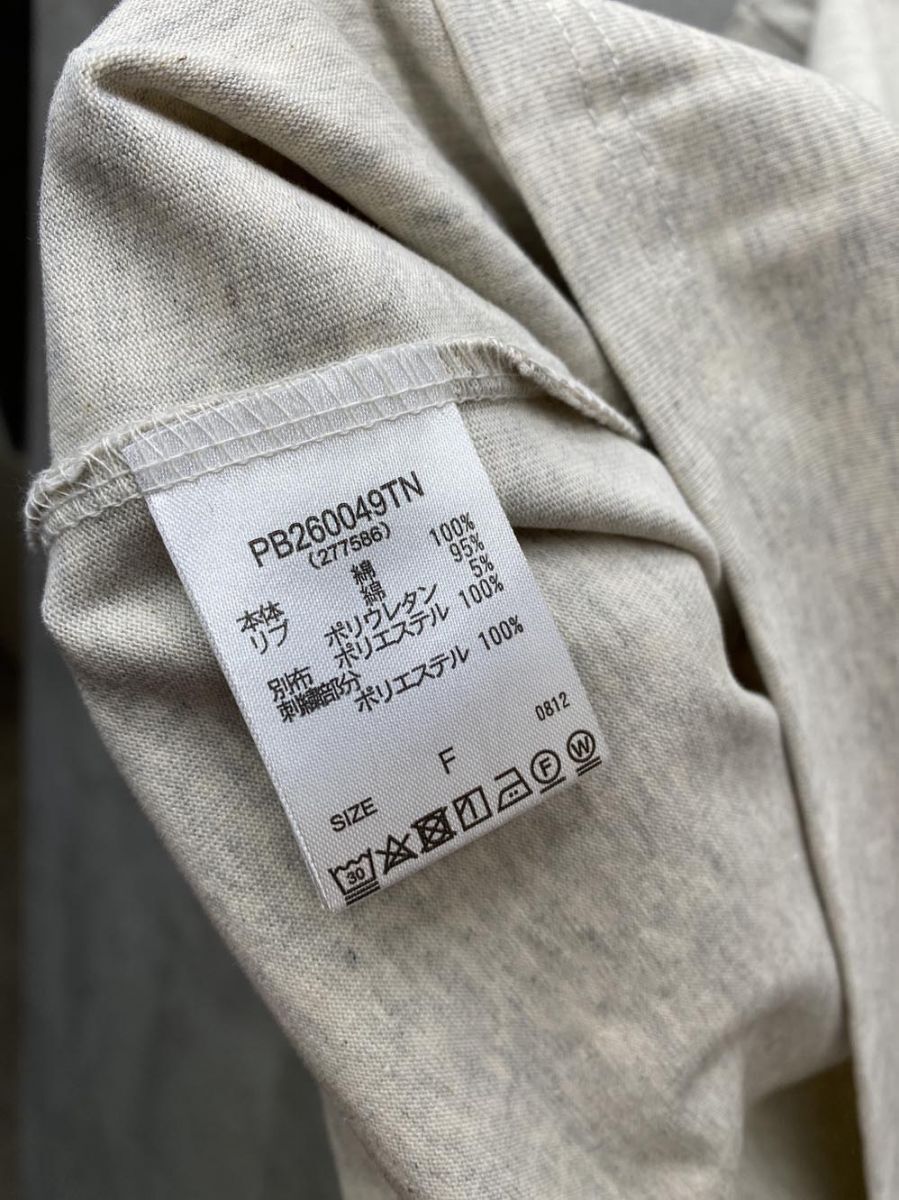 PB260049TN
(277586)
本体 綿 100%
リブ 綿 95%
ポリウレタン 5%
別布 ポリエステル 100%
刺繍部分 ポリエステル 100%
0812
SIZE F
30 F W